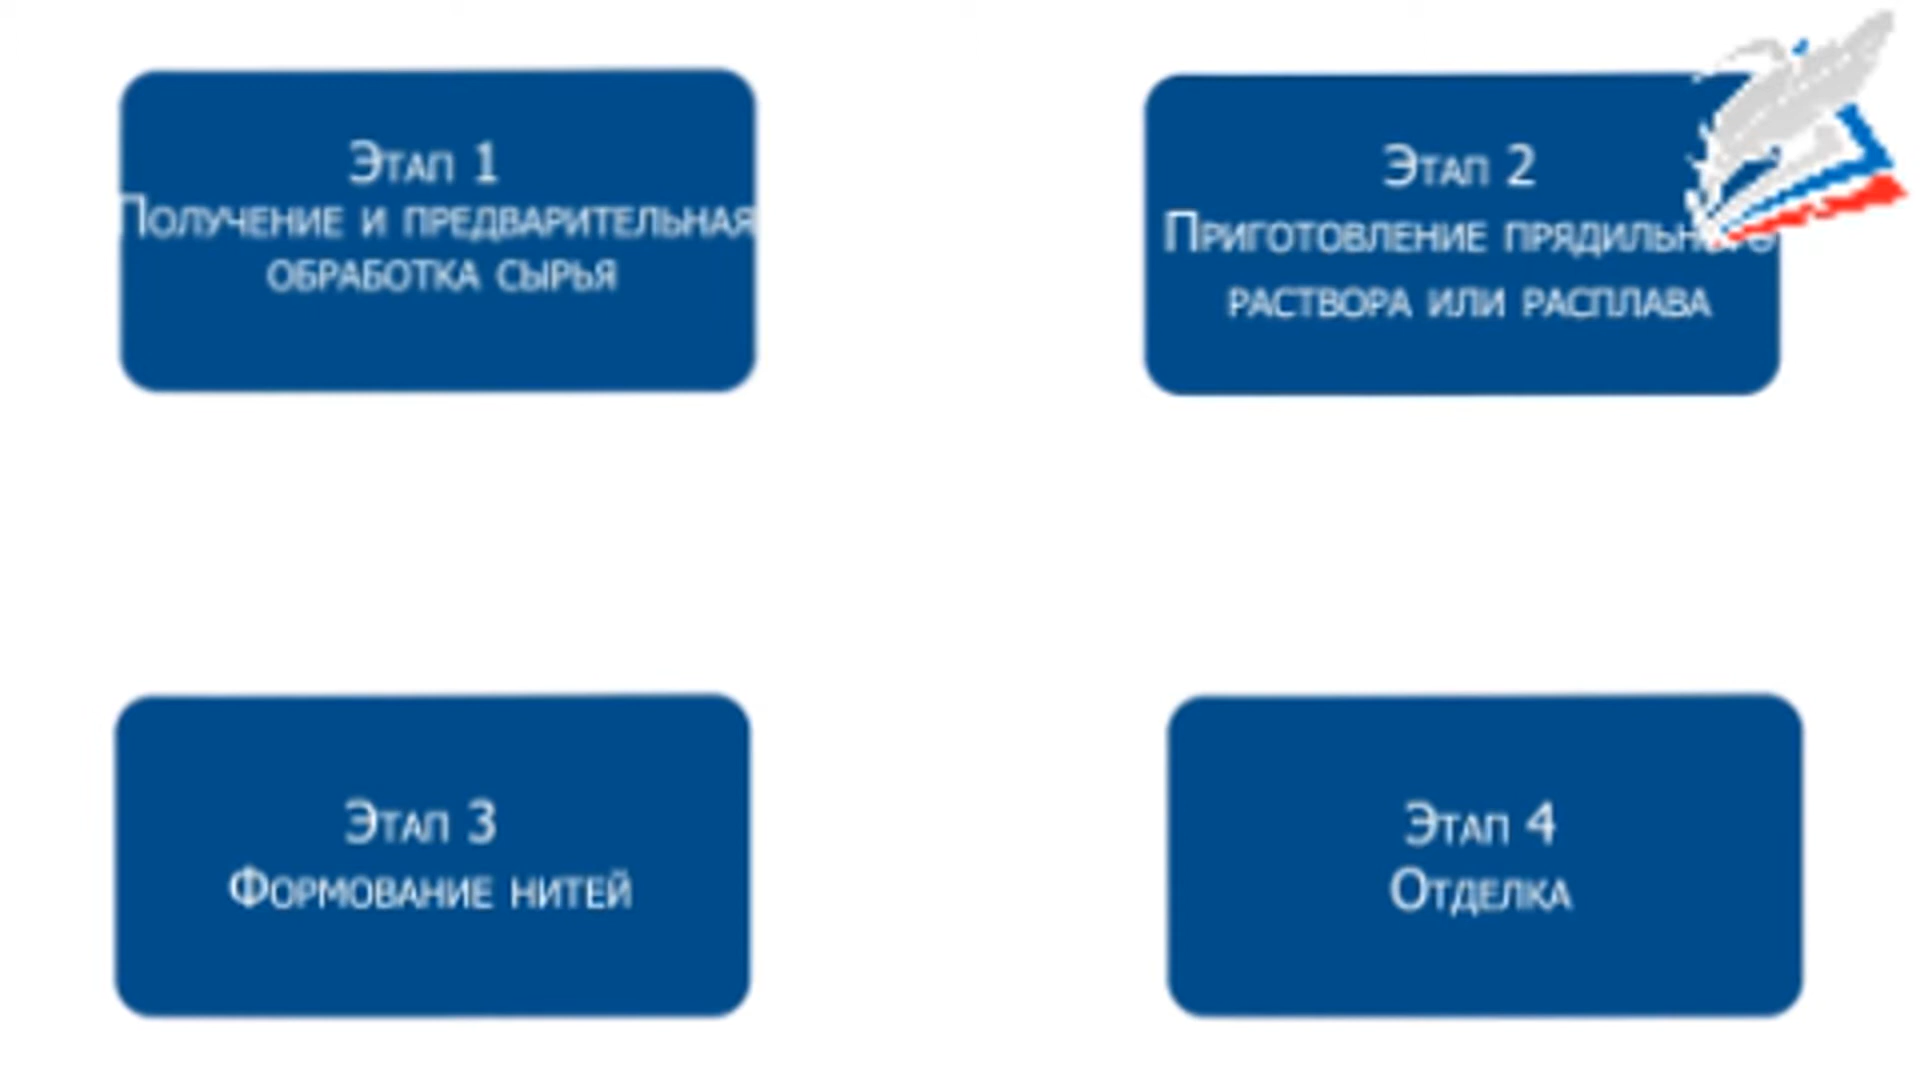 Этап 1
Получение и предварительная
обработка сырья
Этап 2
Приготовление прядильного
раствора или расплава
Этап 3
Формование нитей
Этап 4
Отделка